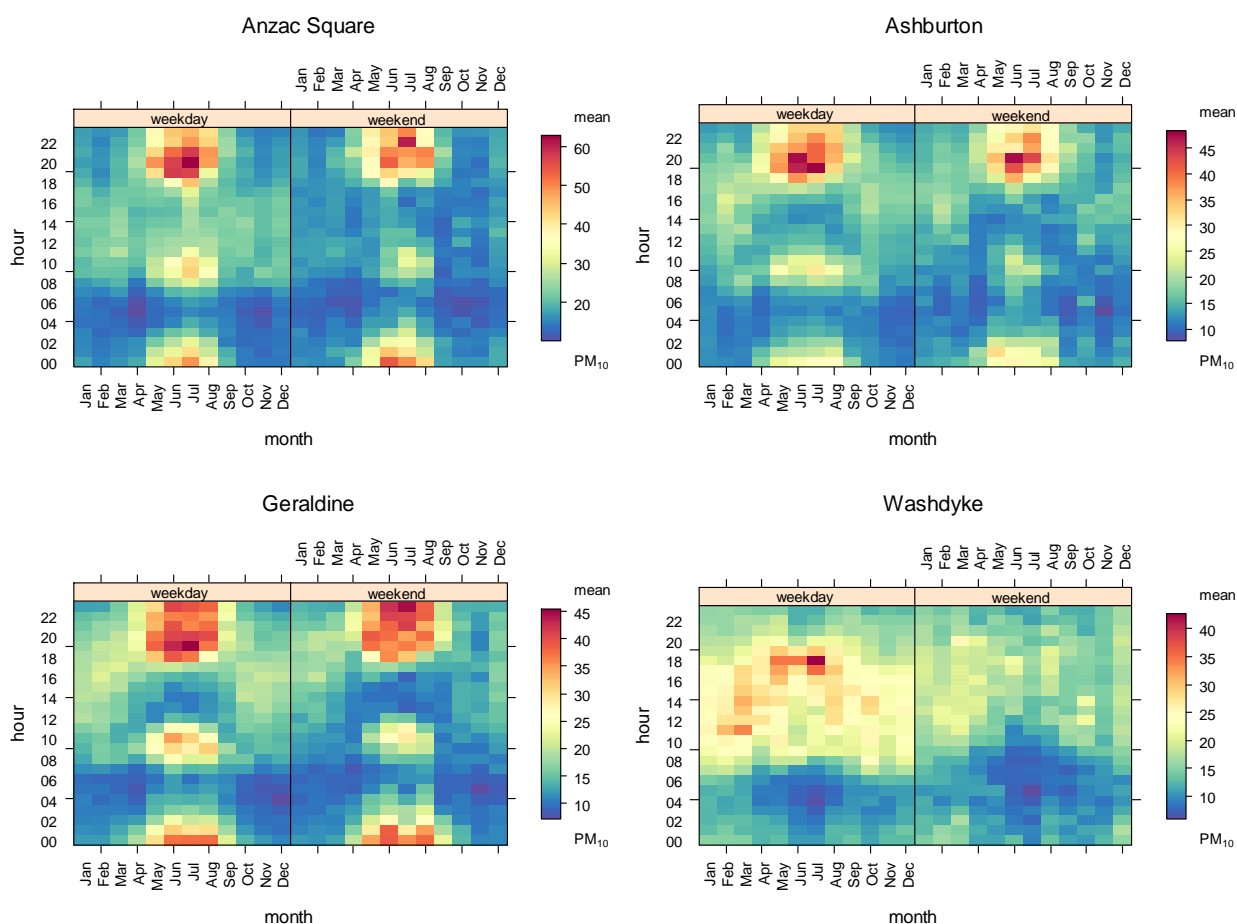 Anzac Square
Jan Feb Mar Apr May Jun Jul Aug Sep Oct Nov Dec
weekday weekend
mean
22
20
18
16
14
12
10
08
06
04
02
00
hour
60
50
40
30
20
PM10
Jan Feb Mar Apr May Jun Jul Aug Sep Oct Nov Dec
month
Ashburton
Jan Feb Mar Apr May Jun Jul Aug Sep Oct Nov Dec
weekday weekend
mean
22
20
18
16
14
12
10
08
06
04
02
00
hour
45
40
35
30
25
20
15
10
PM10
Jan Feb Mar Apr May Jun Jul Aug Sep Oct Nov Dec
month
Geraldine
Jan Feb Mar Apr May Jun Jul Aug Sep Oct Nov Dec
weekday weekend
mean
22
20
18
16
14
12
10
08
06
04
02
00
hour
45
40
35
30
25
20
15
10
PM10
Jan Feb Mar Apr May Jun Jul Aug Sep Oct Nov Dec
month
Washdyke
Jan Feb Mar Apr May Jun Jul Aug Sep Oct Nov Dec
weekday weekend
mean
22
20
18
16
14
12
10
08
06
04
02
00
hour
40
35
30
25
20
15
10
PM10
Jan Feb Mar Apr May Jun Jul Aug Sep Oct Nov Dec
month